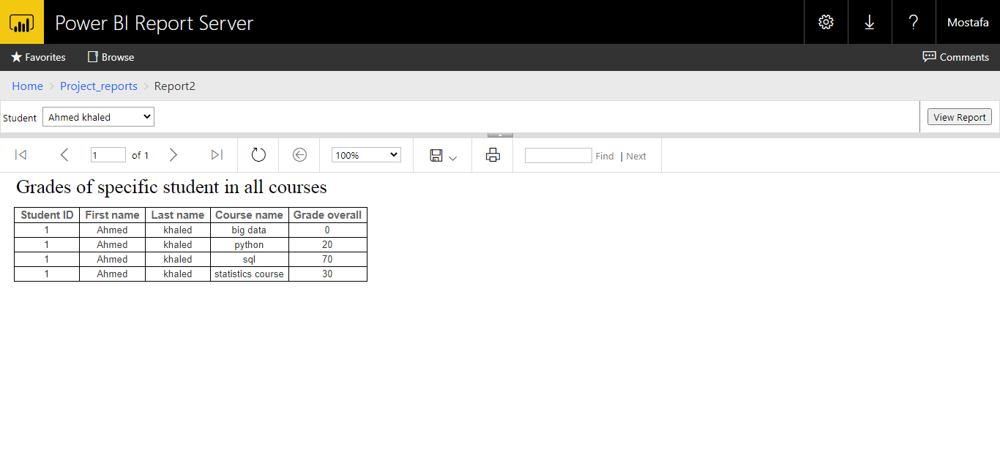 Power BI Report Server
Mostafa
Favorites Browse Comments
Home > Project_reports > Report2
Student Ahmed khaled View Report
1 of 1 100% Find | Next
Grades of specific student in all courses
Student ID First name Last name Course name Grade overall
1 Ahmed khaled big data 0
1 Ahmed khaled python 20
1 Ahmed khaled sql 70
1 Ahmed khaled statistics course 30